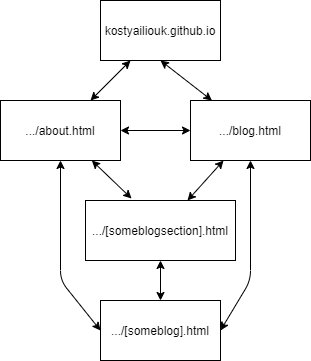 kostyailiouk.github.io
.../about.html
.../blog.html
.../[someblogsection].html
.../[someblog].html